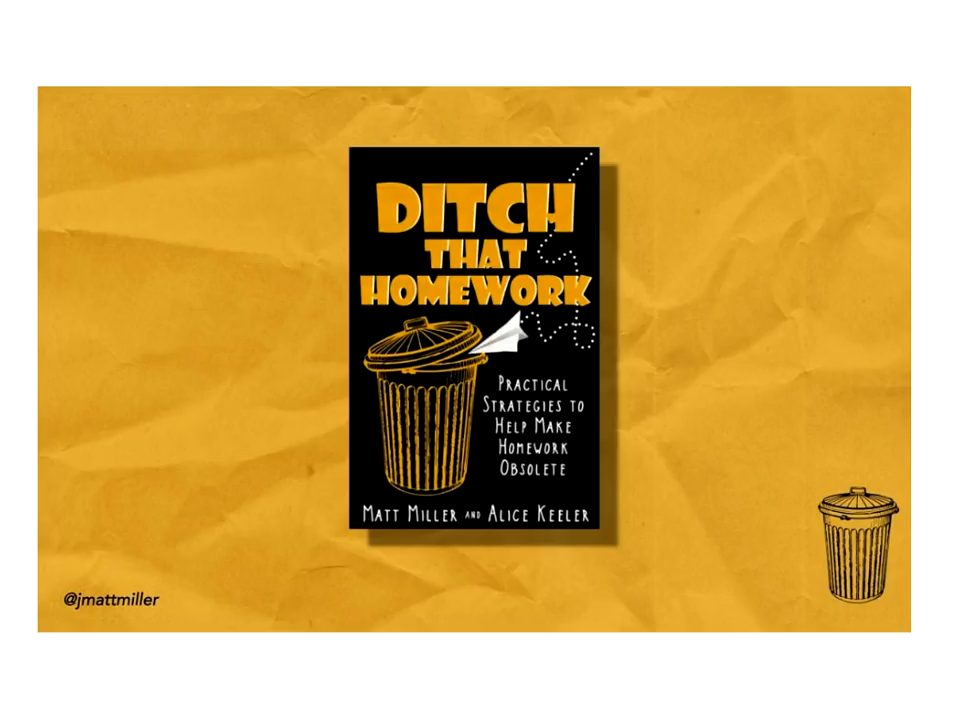 DITCH
THAT
HOMEWORK
PRACTICAL
STRATEGIES TO
HELP MAKE
HOMEWORK
OBSOLETE
MATT MILLER AND ALICE KEELER
@jmattmiller